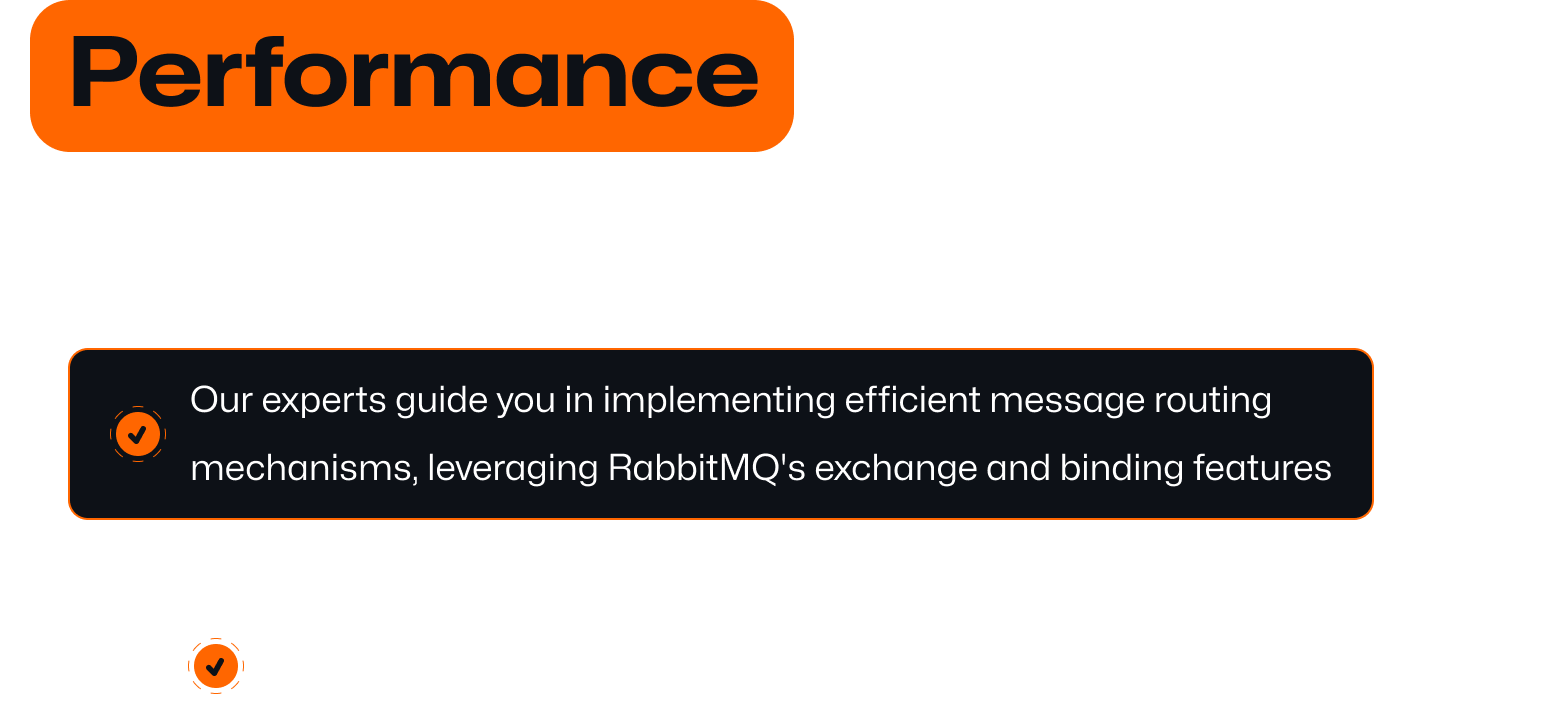 Performance
Our experts guide you in implementing efficient message routing
mechanisms, leveraging RabbitMQ's exchange and binding features